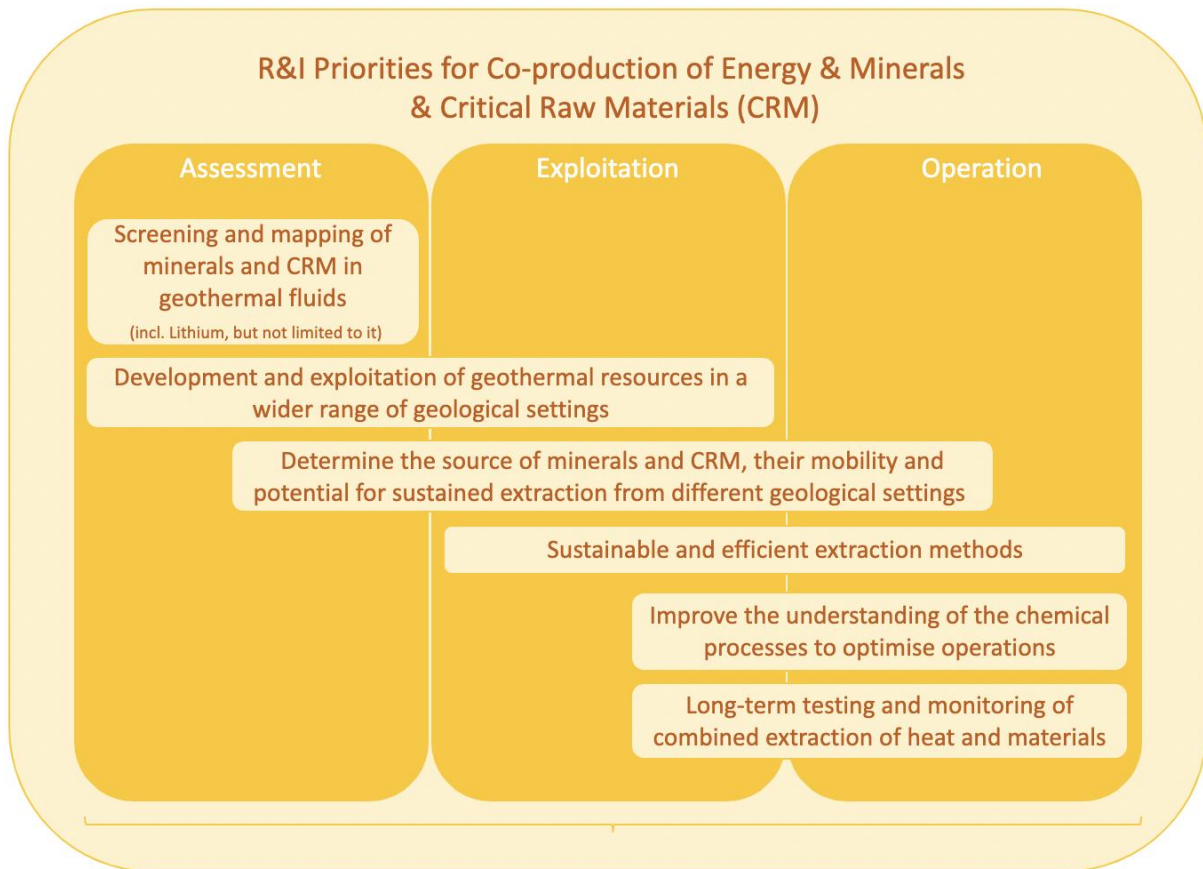 R&I Priorities for Co-production of Energy & Minerals
& Critical Raw Materials (CRM)
Assessment
Exploitation
Operation
Screening and mapping of
minerals and CRM in
geothermal fluids
(incl. Lithium, but not limited to it)
Development and exploitation of geothermal resources in a
wider range of geological settings
Determine the source of minerals and CRM, their mobility and
potential for sustained extraction from different geological settings
Sustainable and efficient extraction methods
Improve the understanding of the chemical
processes to optimise operations
Long-term testing and monitoring of
combined extraction of heat and materials